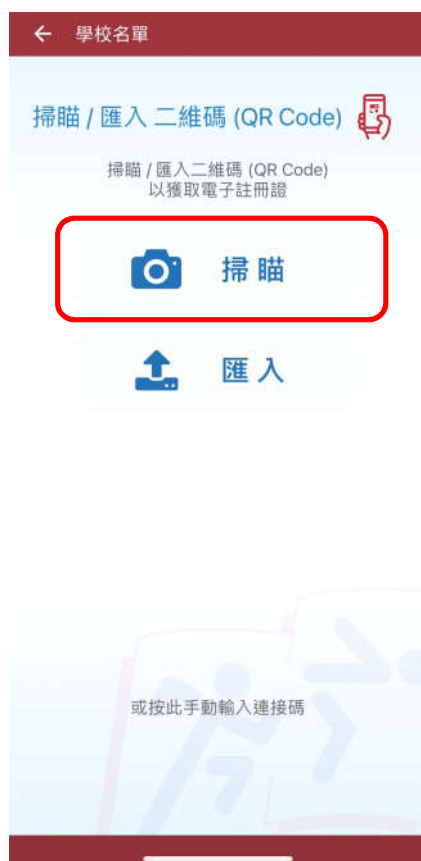 學校名單
掃瞄 / 匯入 二維碼 (QR Code)
掃瞄 / 匯入二維碼 (QR Code)
以獲取電子註冊證
掃瞄
匯入
或按此手動輸入連接碼